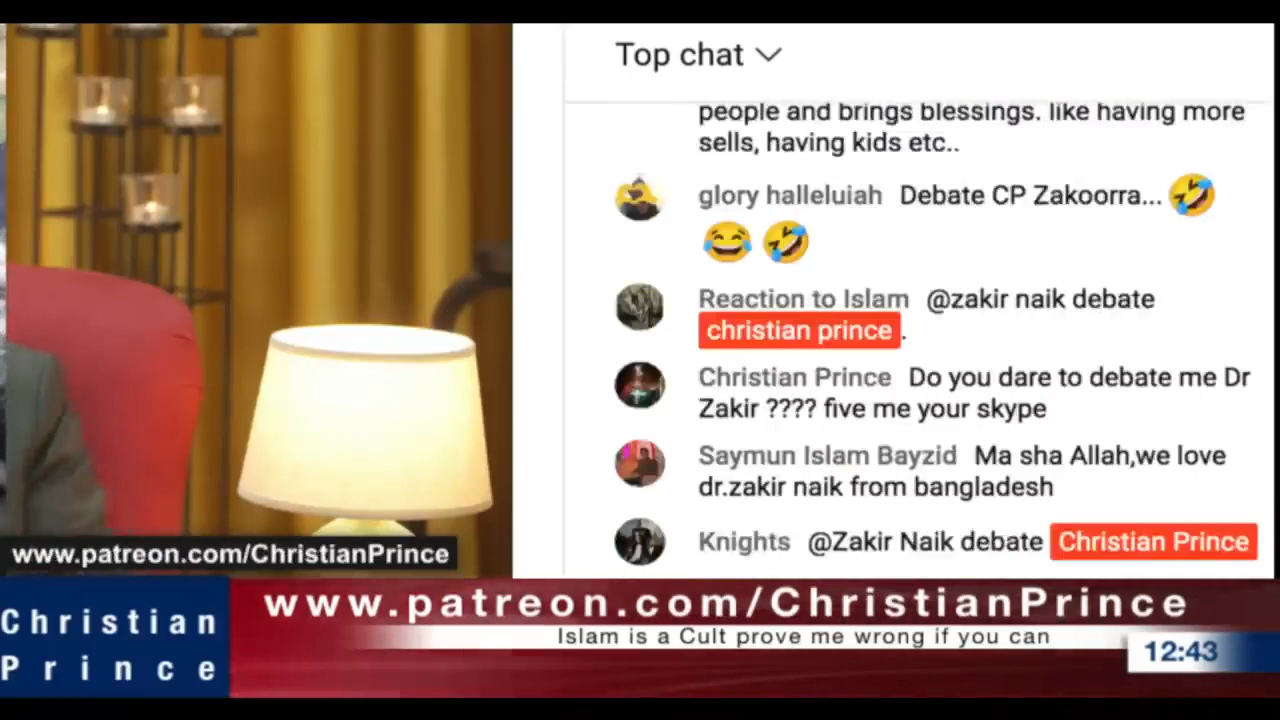 Top chat
people and brings blessings. like having more
sells, having kids etc..
glory halleluiah Debate CP Zakoorra... 🤣
😂 🤣
Reaction to Islam @zakir naik debate
christian prince.
Christian Prince Do you dare to debate me Dr
Zakir ???? five me your skype
Saymun Islam Bayzid Ma sha Allah,we love
dr.zakir naik from bangladesh
Knights @Zakir Naik debate Christian Prince
www.patreon.com/ChristianPrince
Christian
Prince
www.patreon.com/ChristianPrince
Islam is a Cult prove me wrong if you can
12:43